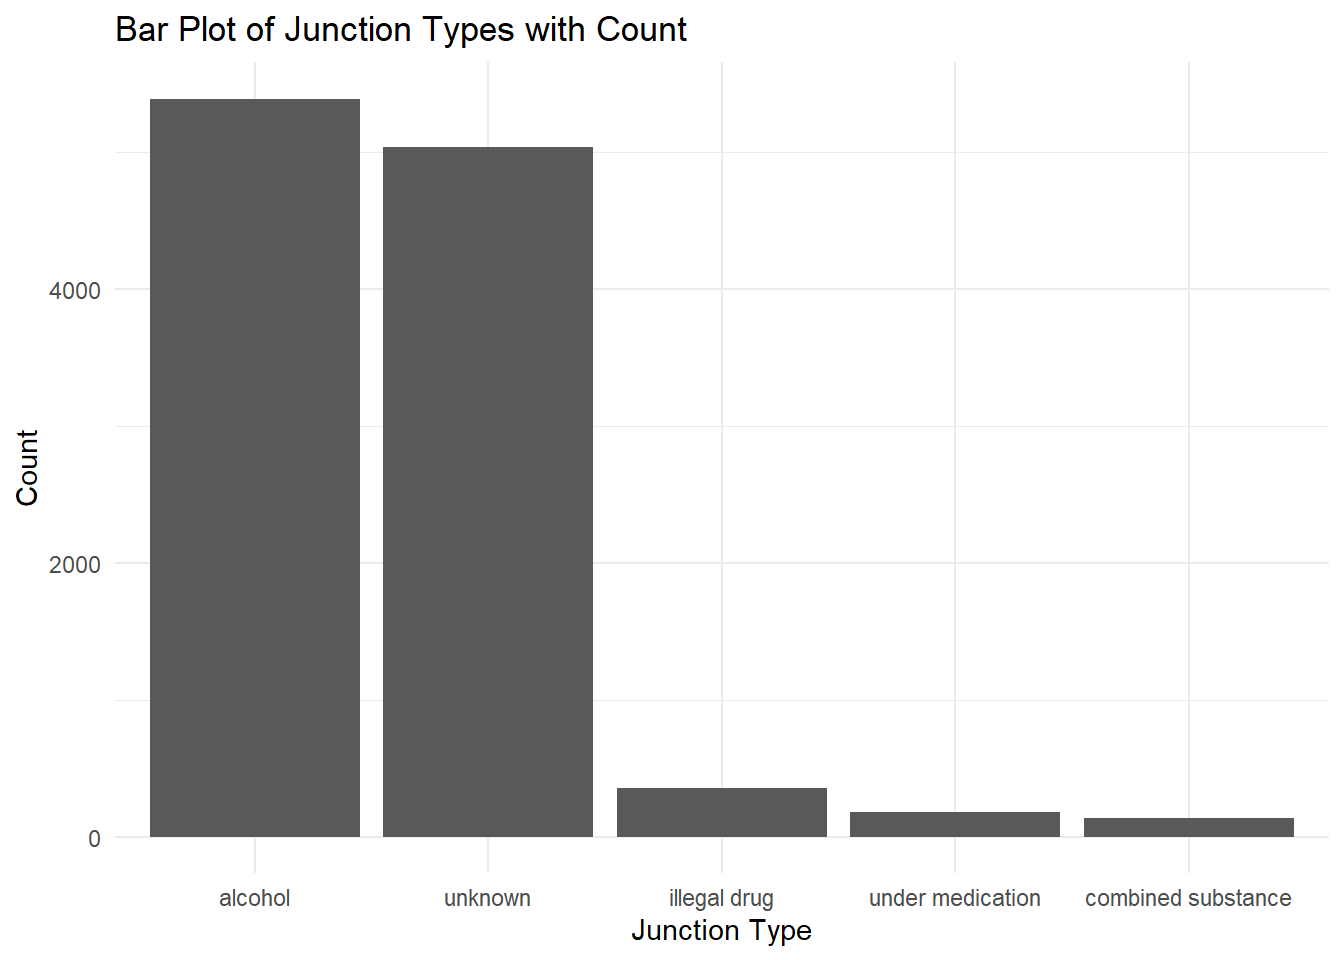 Bar Plot of Junction Types with Count
Count
4000
2000
0
alcohol unknown illegal drug under medication combined substance
Junction Type